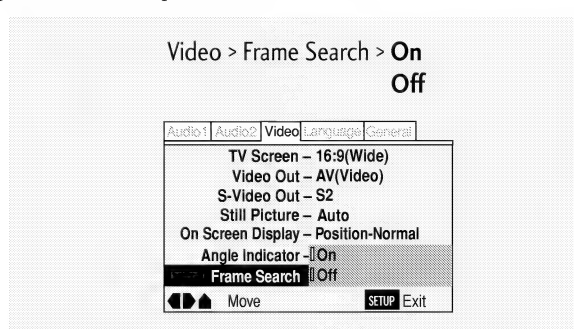 Video > Frame Search > On
Off
Audio1 Audio2 Video Language General
TV Screen – 16:9(Wide)
Video Out – AV(Video)
S-Video Out – S2
Still Picture – Auto
On Screen Display – Position-Normal
Angle Indicator – On
Frame Search Off
Move SETUP Exit